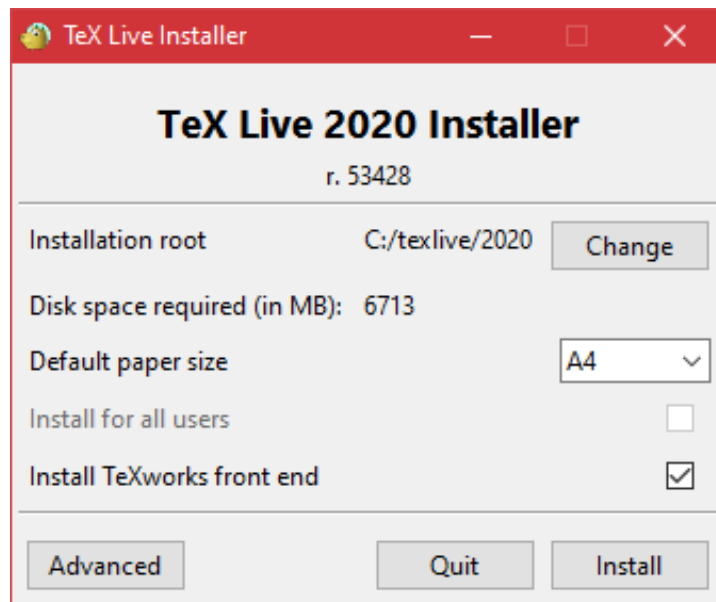 TeX Live Installer
TeX Live 2020 Installer
r. 53428
Installation root C:/texlive/2020 Change
Disk space required (in MB): 6713
Default paper size A4
Install for all users
Install TeXworks front end
Advanced Quit Install